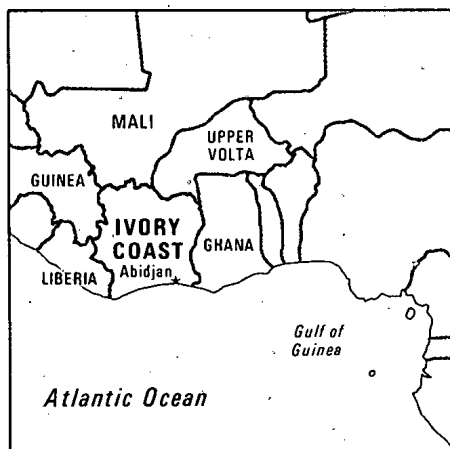 MALI
UPPER
VOLTA
GUINEA
IVORY
COAST
GHANA
Abidjan
LIBERIA
Gulf of
Guinea
Atlantic Ocean